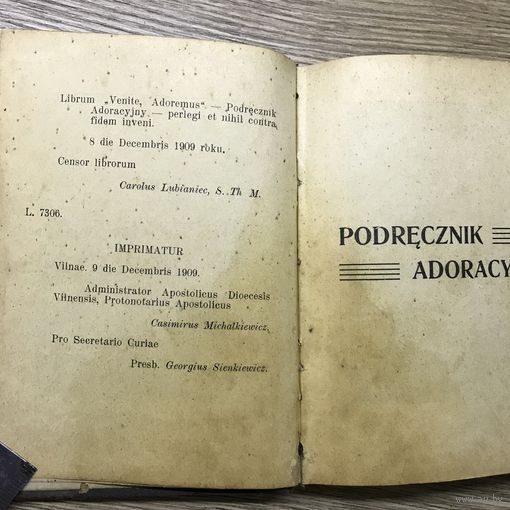 Librum „Venite, Adoremus" — Podręcznik
Adoracyjny — perlegi et nihil contra
fidem inveni.
8 die Decembris 1909 roku.
Censor librorum
Carolus Lubianiec, S. Th M.
L. 7306.
IMPRIMATUR
Vilnae. 9 die Decembris 1909.
Administrator Apostolicus Dioecesis
Vilnensis, Protonotarius Apostolicus
Casimirus Michalkiewicz,
Pro Secretario Curiae
Presb. Georgius Sienkiewicz.
PODRĘCZNIK
ADORACY